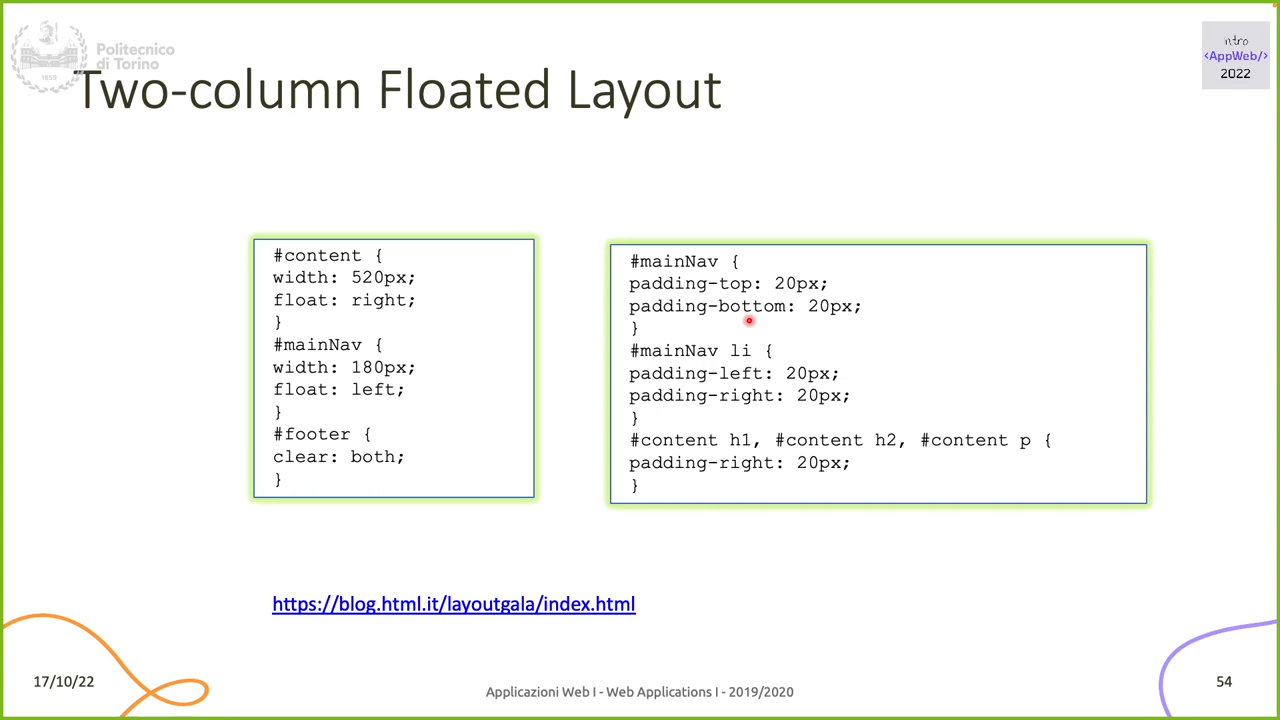 Politecnico
di Torino
1859
intro
<AppWeb/>
2022
Two-column Floated Layout
#content {
width: 520px;
float: right;
}
#mainNav {
width: 180px;
float: left;
}
#footer {
clear: both;
}
#mainNav {
padding-top: 20px;
padding-bottom: 20px;
}
#mainNav li {
padding-left: 20px;
padding-right: 20px;
}
#content h1, #content h2, #content p {
padding-right: 20px;
}
https://blog.html.it/layoutgala/index.html
17/10/22
Applicazioni Web I - Web Applications I - 2019/2020
54